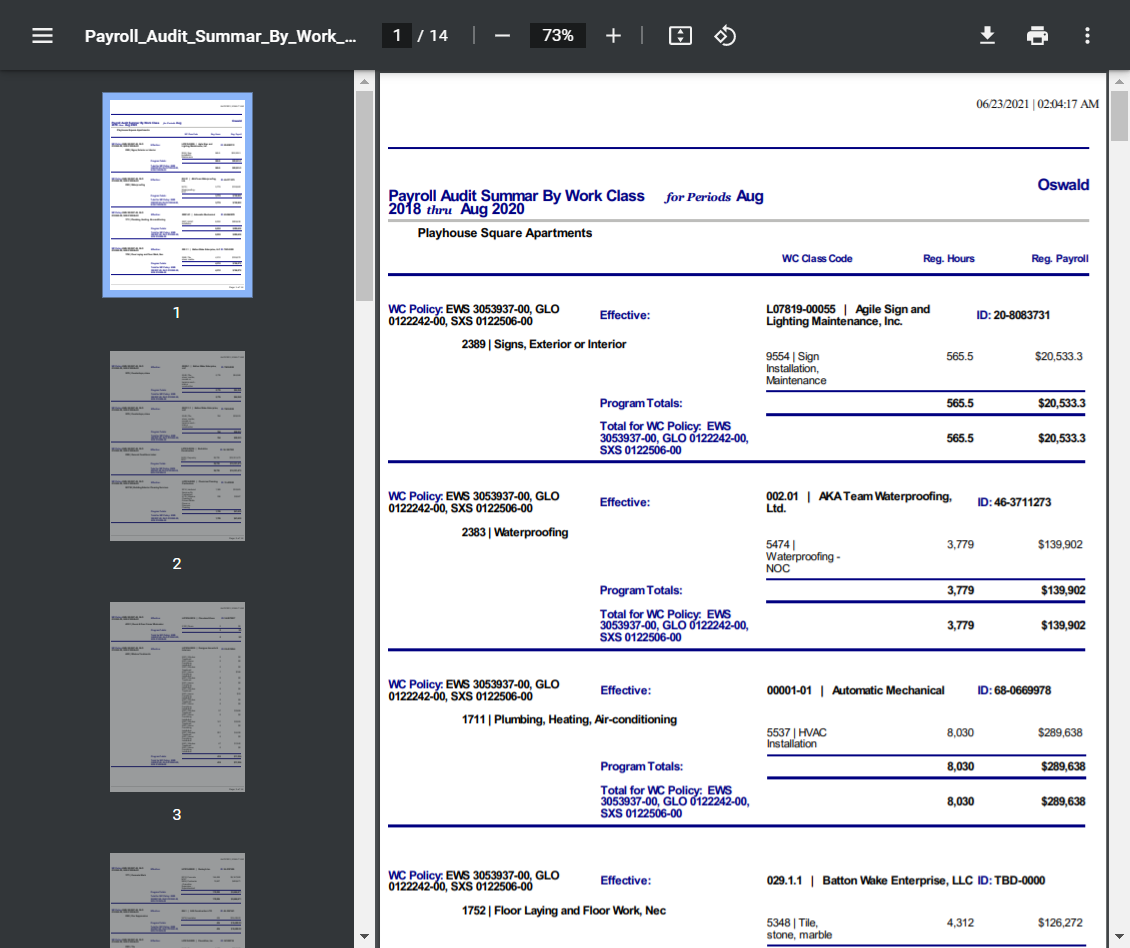 Payroll_Audit_Summar_By_Work_...
1 / 14
73%
1
2
3
06/23/2021 | 02:04:17 AM
Oswald
Payroll Audit Summar By Work Class for Periods Aug
2018 thru Aug 2020
Playhouse Square Apartments
WC Class Code Reg. Hours Reg. Payroll
WC Policy: EWS 3053937-00, GLO
0122242-00, SXS 0122506-00
Effective:
L07819-00055 | Agile Sign and
Lighting Maintenance, Inc.
ID: 20-8083731
2389 | Signs, Exterior or Interior
9554 | Sign
Installation,
Maintenance
565.5 $20,533.3
Program Totals: 565.5 $20,533.3
Total for WC Policy: EWS
3053937-00, GLO 0122242-00,
SXS 0122506-00
565.5 $20,533.3
WC Policy: EWS 3053937-00, GLO
0122242-00, SXS 0122506-00
Effective:
002.01 | AKA Team Waterproofing,
Ltd.
ID: 46-3711273
2383 | Waterproofing
5474 |
Waterproofing -
NOC
3,779 $139,902
Program Totals: 3,779 $139,902
Total for WC Policy: EWS
3053937-00, GLO 0122242-00,
SXS 0122506-00
3,779 $139,902
WC Policy: EWS 3053937-00, GLO
0122242-00, SXS 0122506-00
Effective:
00001-01 | Automatic Mechanical
ID: 68-0669978
1711 | Plumbing, Heating, Air-conditioning
5537 | HVAC
Installation
8,030 $289,638
Program Totals: 8,030 $289,638
Total for WC Policy: EWS
3053937-00, GLO 0122242-00,
SXS 0122506-00
8,030 $289,638
WC Policy: EWS 3053937-00, GLO
0122242-00, SXS 0122506-00
Effective:
029.1.1 | Batton Wake Enterprise, LLC ID: TBD-0000
1752 | Floor Laying and Floor Work, Nec
5348 | Tile,
stone, marble
4,312 $126,272